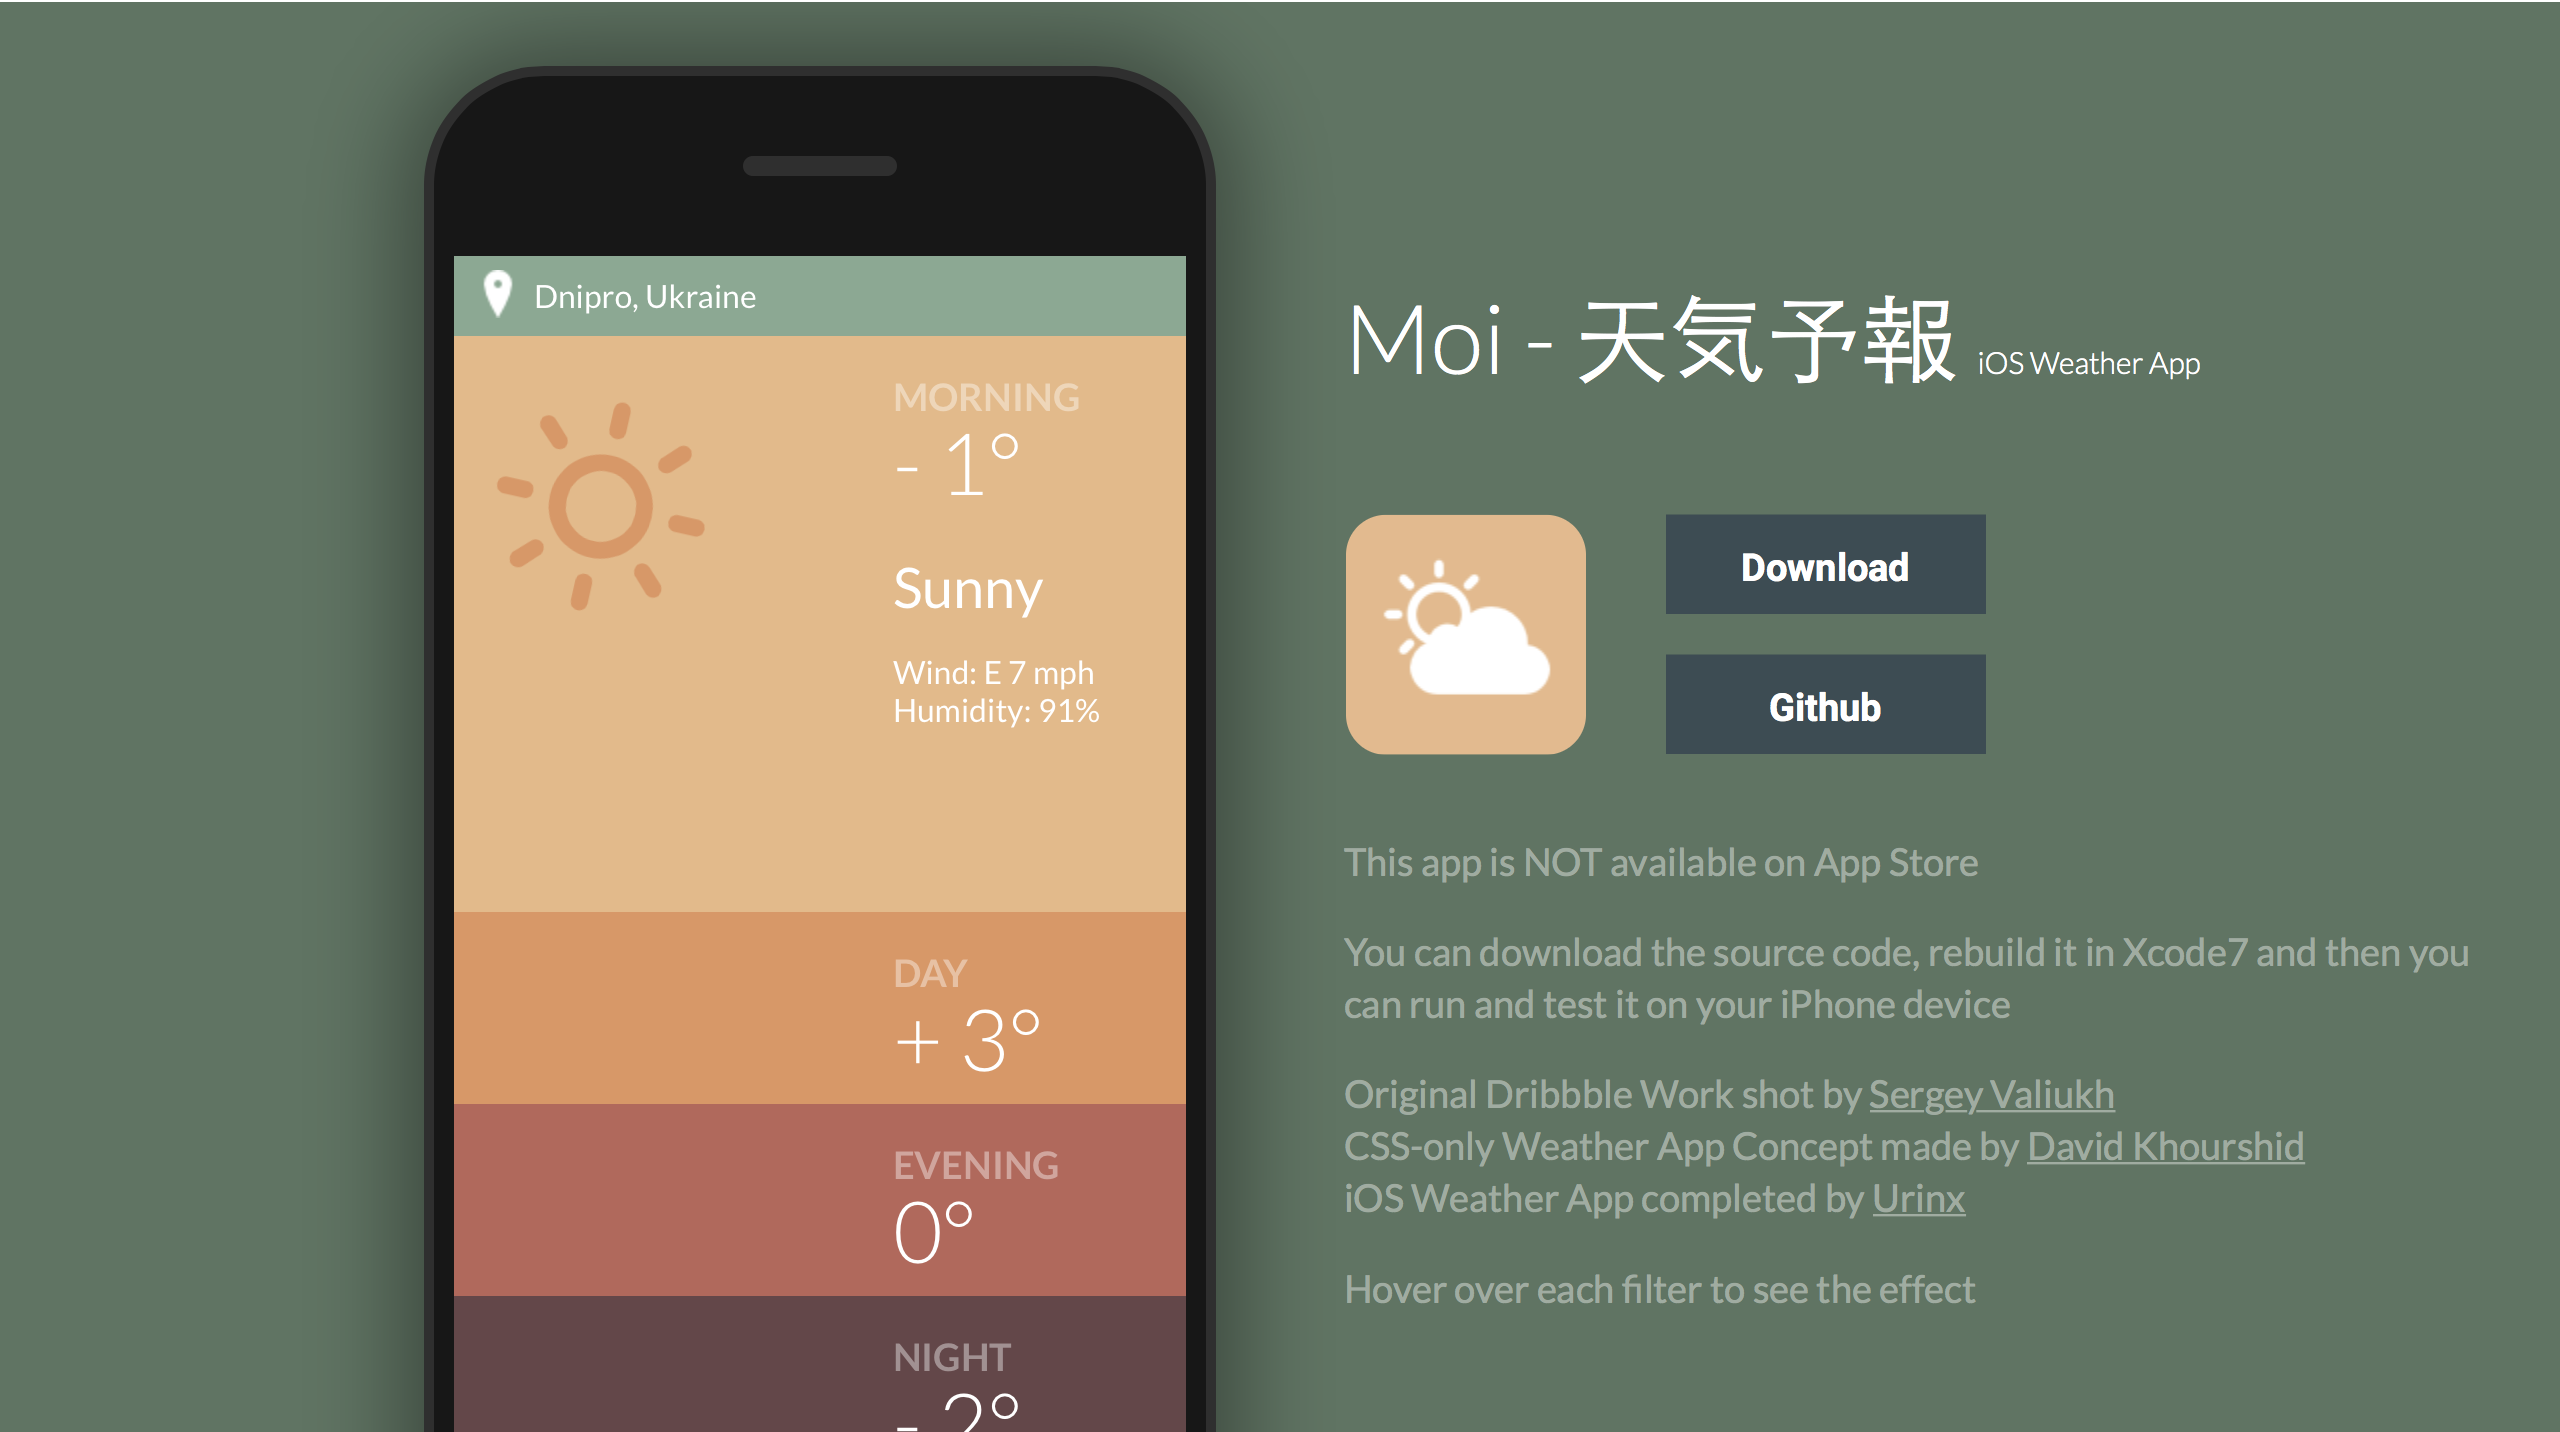 Dnipro, Ukraine
MORNING
- 1°
Sunny
Wind: E 7 mph
Humidity: 91%
DAY
+ 3°
EVENING
0°
NIGHT
- 2°
Moi - 天気予報 iOS Weather App
Download
Github
This app is NOT available on App Store
You can download the source code, rebuild it in Xcode7 and then you
can run and test it on your iPhone device
Original Dribbble Work shot by Sergey Valiukh
CSS-only Weather App Concept made by David Khourshid
iOS Weather App completed by Urinx
Hover over each filter to see the effect